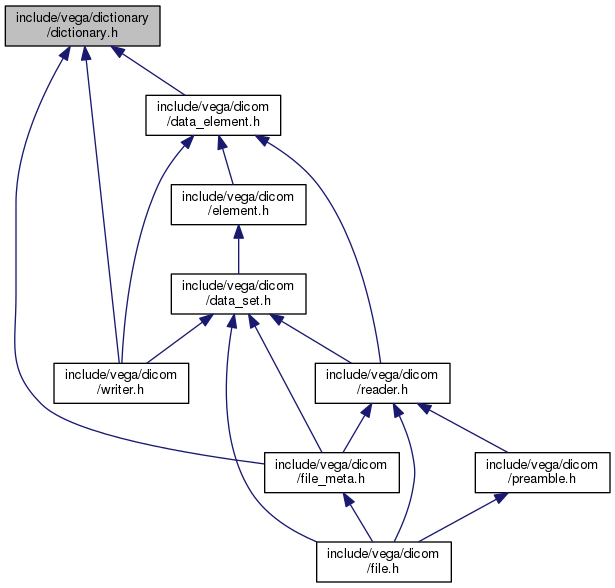 include/vega/dictionary
/dictionary.h
include/vega/dicom
/data_element.h
include/vega/dicom
/element.h
include/vega/dicom
/data_set.h
include/vega/dicom
/writer.h
include/vega/dicom
/reader.h
include/vega/dicom
/file_meta.h
include/vega/dicom
/preamble.h
include/vega/dicom
/file.h